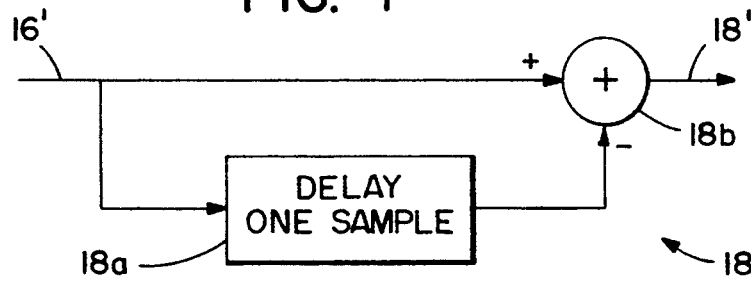 16'
18'
+
+
18b
-
DELAY
ONE SAMPLE
18a
18